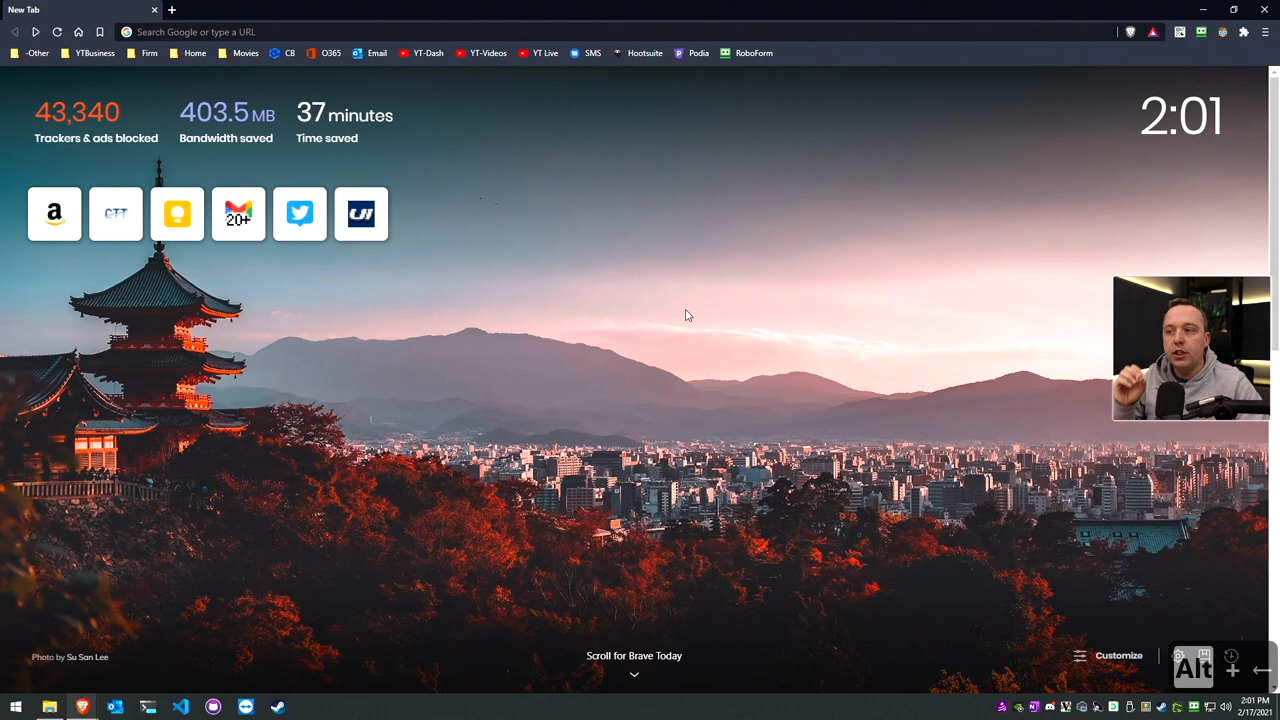 New Tab
Search Google or type a URL
-Other
YTBusiness
Firm
Home
Movies
CB
O365
Email
YT-Dash
YT-Videos
YT Live
SMS
Hootsuite
Podia
RoboForm
43,340
Trackers & ads blocked
403.5 MB
Bandwidth saved
37 minutes
Time saved
2:01
a
CTT
20+
UI
Photo by Su San Lee
Scroll for Brave Today
Customize
Alt + ←
2:01 PM
2/17/2021